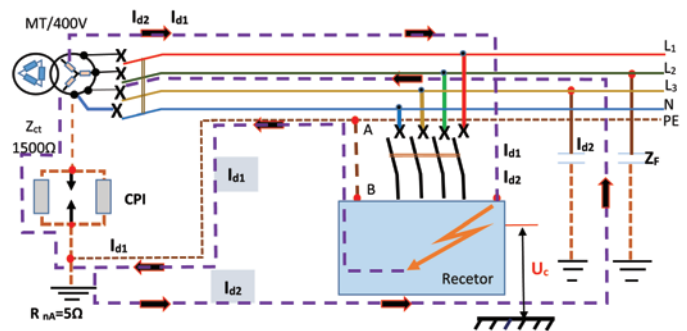 MT/400V
Id2 Id1
L1
L2
L3
N
PE
Zct
1500Ω
A
B
Id1
Id1
Id2
Id2
ZF
CPI
Id1
Uc
Recetor
Id2
R nA=5Ω